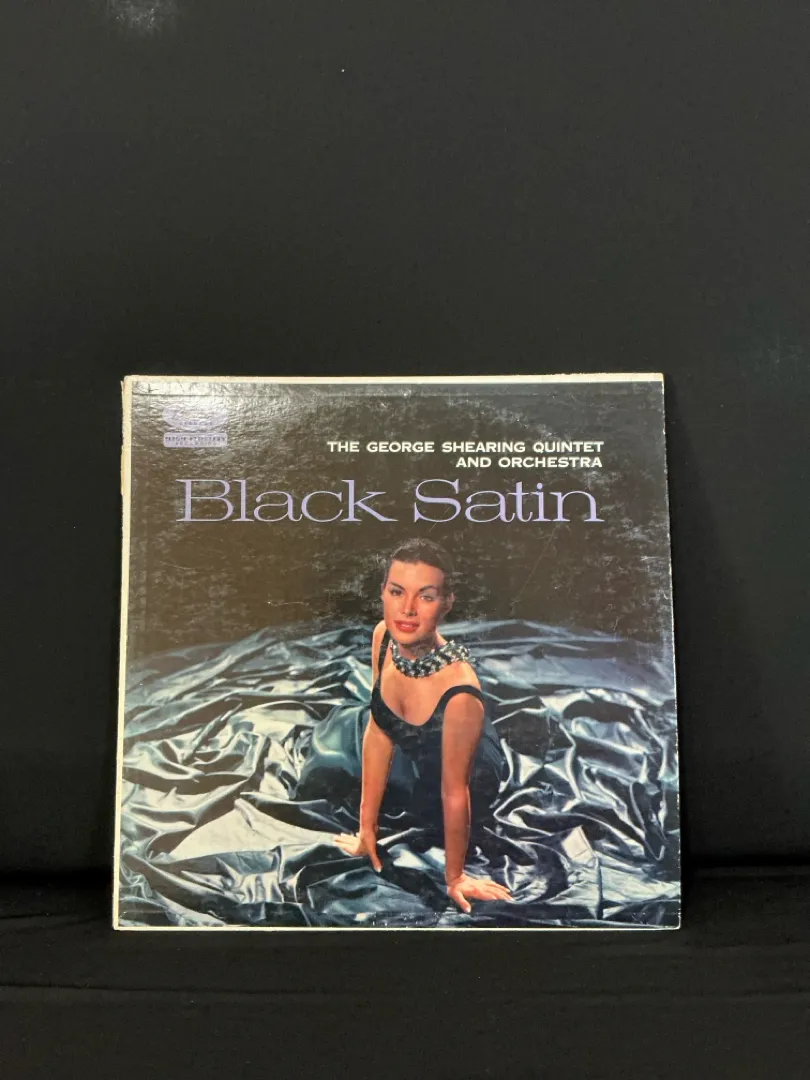 THE GEORGE SHEARING QUINTET
AND ORCHESTRA
Black Satin